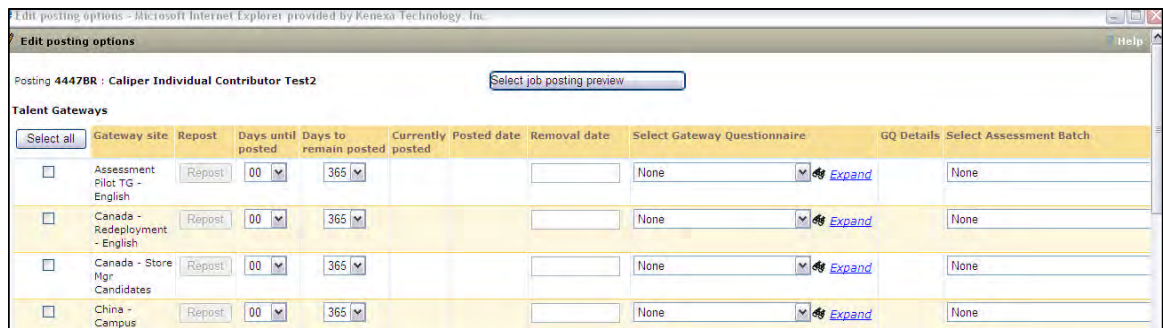 Edit posting options - Microsoft Internet Explorer provided by Kenexa Technology, Inc.
Edit posting options
Help
Posting 4447BR : Caliper Individual Contributor Test2
Select job posting preview
Talent Gateways
Select all Gateway site Repost Days until posted Days to remain posted Currently posted Posted date Removal date Select Gateway Questionnaire GQ Details Select Assessment Batch
Assessment Pilot TG - English Repost 00 365 None Expand None
Canada - Redeployment - English Repost 00 365 None Expand None
Canada - Store Mgr Candidates Repost 00 365 None Expand None
China - Campus Repost 00 365 None Expand None